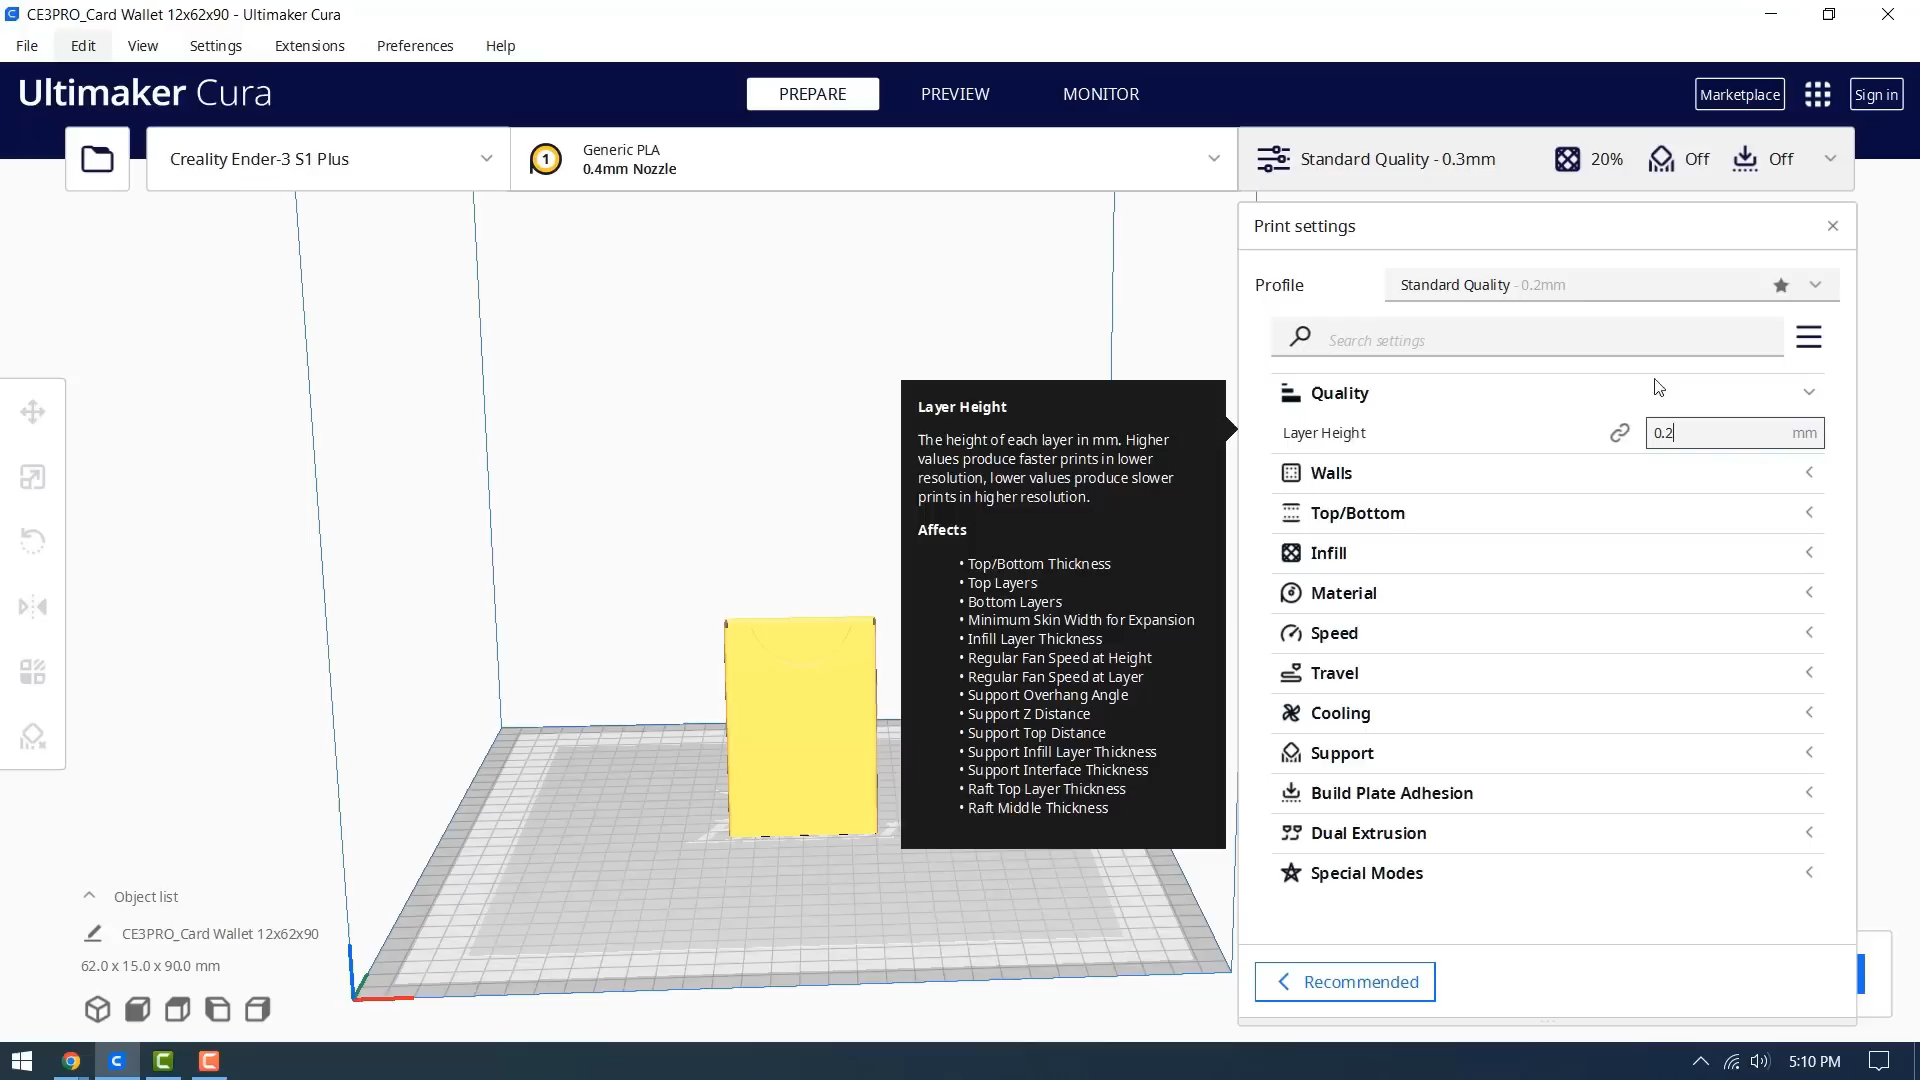 CE3PRO_Card Wallet 12x62x90 - Ultimaker Cura
File Edit View Settings Extensions Preferences Help
Ultimaker Cura
PREPARE PREVIEW MONITOR
Marketplace Sign in
Creality Ender-3 S1 Plus
1
Generic PLA
0.4mm Nozzle
Standard Quality - 0.3mm 20% Off Off
Print settings
Profile Standard Quality - 0.2mm
Search settings
Quality
Layer Height 0.2 mm
Walls
Top/Bottom
Infill
Material
Speed
Travel
Cooling
Support
Build Plate Adhesion
Dual Extrusion
Special Modes
Recommended
Layer Height
The height of each layer in mm. Higher
values produce faster prints in lower
resolution, lower values produce slower
prints in higher resolution.
Affects
• Top/Bottom Thickness
• Top Layers
• Bottom Layers
• Minimum Skin Width for Expansion
• Infill Layer Thickness
• Regular Fan Speed at Height
• Regular Fan Speed at Layer
• Support Overhang Angle
• Support Z Distance
• Support Top Distance
• Support Infill Layer Thickness
• Support Interface Thickness
• Raft Top Layer Thickness
• Raft Middle Thickness
Object list
CE3PRO_Card Wallet 12x62x90
62.0 x 15.0 x 90.0 mm
5:10 PM